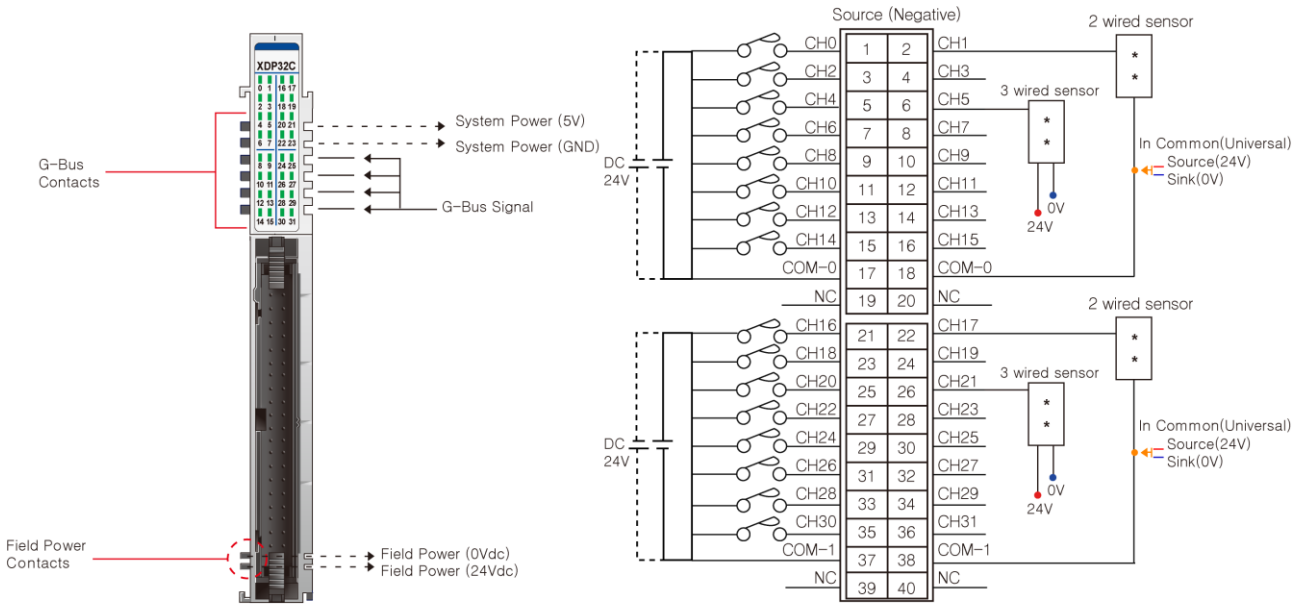 XDP32C
0 1 16 17
2 3 18 19
4 5 20 21
6 7 22 23
8 9 24 25
10 11 26 27
12 13 28 29
14 15 30 31
G-Bus
Contacts
System Power (5V)
System Power (GND)
G-Bus Signal
Field Power
Contacts
Field Power (0Vdc)
Field Power (24Vdc)
Source (Negative)
CH0 1 2 CH1
CH2 3 4 CH3
CH4 5 6 CH5
CH6 7 8 CH7
CH8 9 10 CH9
CH10 11 12 CH11
CH12 13 14 CH13
CH14 15 16 CH15
COM-0 17 18 COM-0
NC 19 20 NC
DC
24V
2 wired sensor
* *
3 wired sensor
* *
0V
24V
In Common(Universal)
Source(24V)
Sink(0V)
CH16 21 22 CH17
CH18 23 24 CH19
CH20 25 26 CH21
CH22 27 28 CH23
CH24 29 30 CH25
CH26 31 32 CH27
CH28 33 34 CH29
CH30 35 36 CH31
COM-1 37 38 COM-1
NC 39 40 NC
DC
24V
2 wired sensor
* *
3 wired sensor
* *
0V
24V
In Common(Universal)
Source(24V)
Sink(0V)